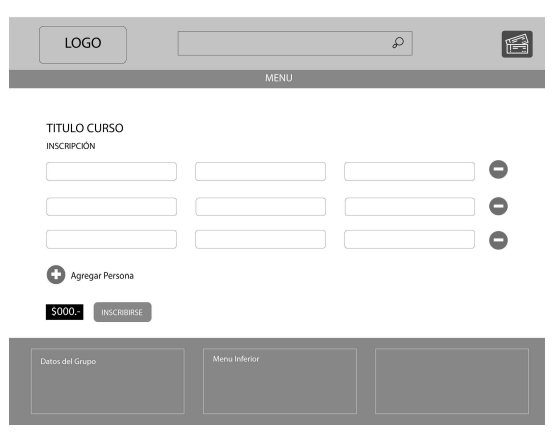 LOGO
MENU
TITULO CURSO
INSCRIPCIÓN
Agregar Persona
$000.-
INSCRIBIRSE
Datos del Grupo
Menu Inferior